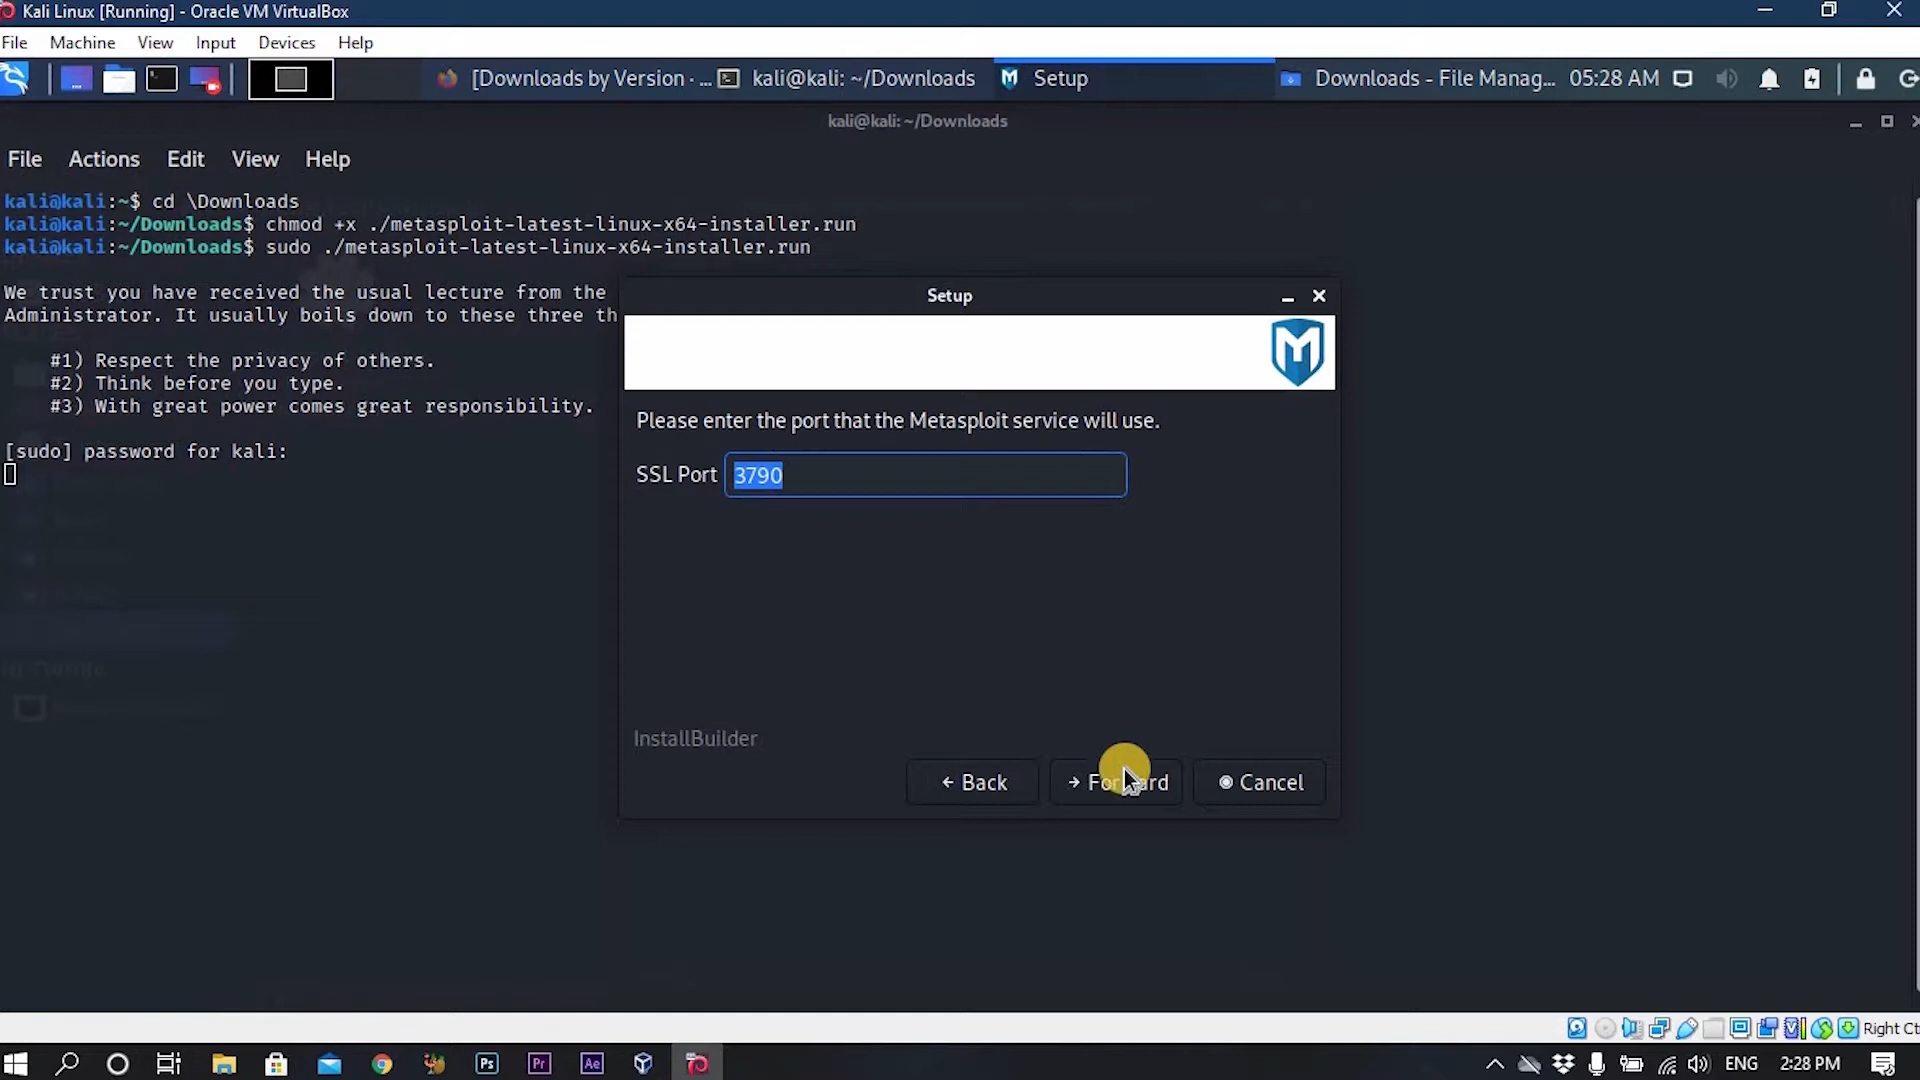 Kali Linux [Running] - Oracle VM VirtualBox
File Machine View Input Devices Help
[Downloads by Version · ... kali@kali: ~/Downloads Setup Downloads - File Manag... 05:28 AM
kali@kali: ~/Downloads
File Actions Edit View Help
kali@kali:~$ cd \Downloads
kali@kali:~/Downloads$ chmod +x ./metasploit-latest-linux-x64-installer.run
kali@kali:~/Downloads$ sudo ./metasploit-latest-linux-x64-installer.run
We trust you have received the usual lecture from the
Administrator. It usually boils down to these three th
#1) Respect the privacy of others.
#2) Think before you type.
#3) With great power comes great responsibility.
[sudo] password for kali:
Setup
Please enter the port that the Metasploit service will use.
SSL Port 3790
InstallBuilder
Back Forward Cancel
Right Ct
Ps Pr Ae ENG 2:28 PM